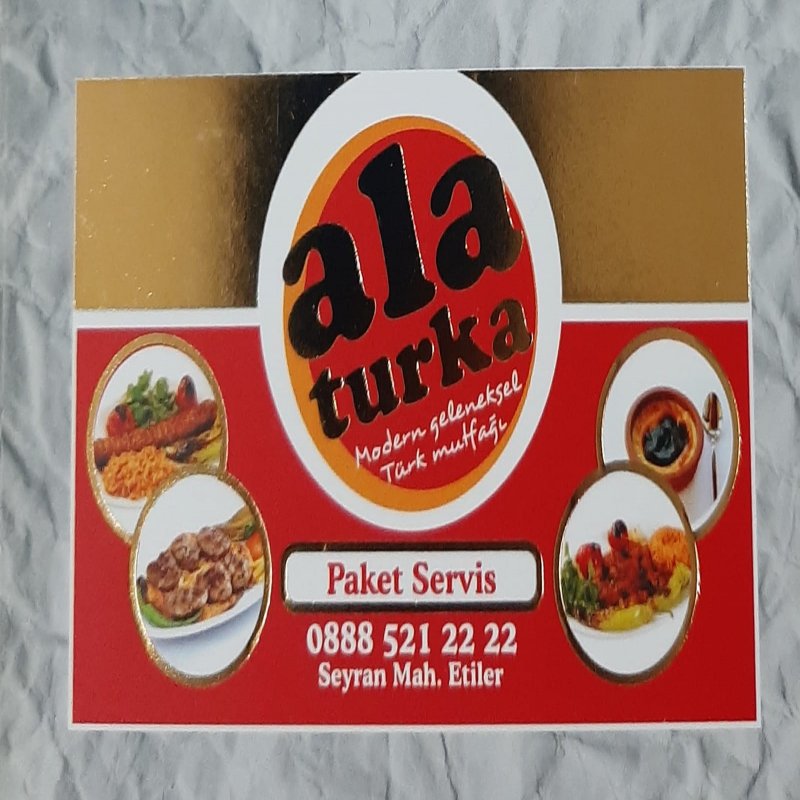 ala
turka
Modern geleneksel
Türk mutfağı
Paket Servis
0888 521 22 22
Seyran Mah. Etiler